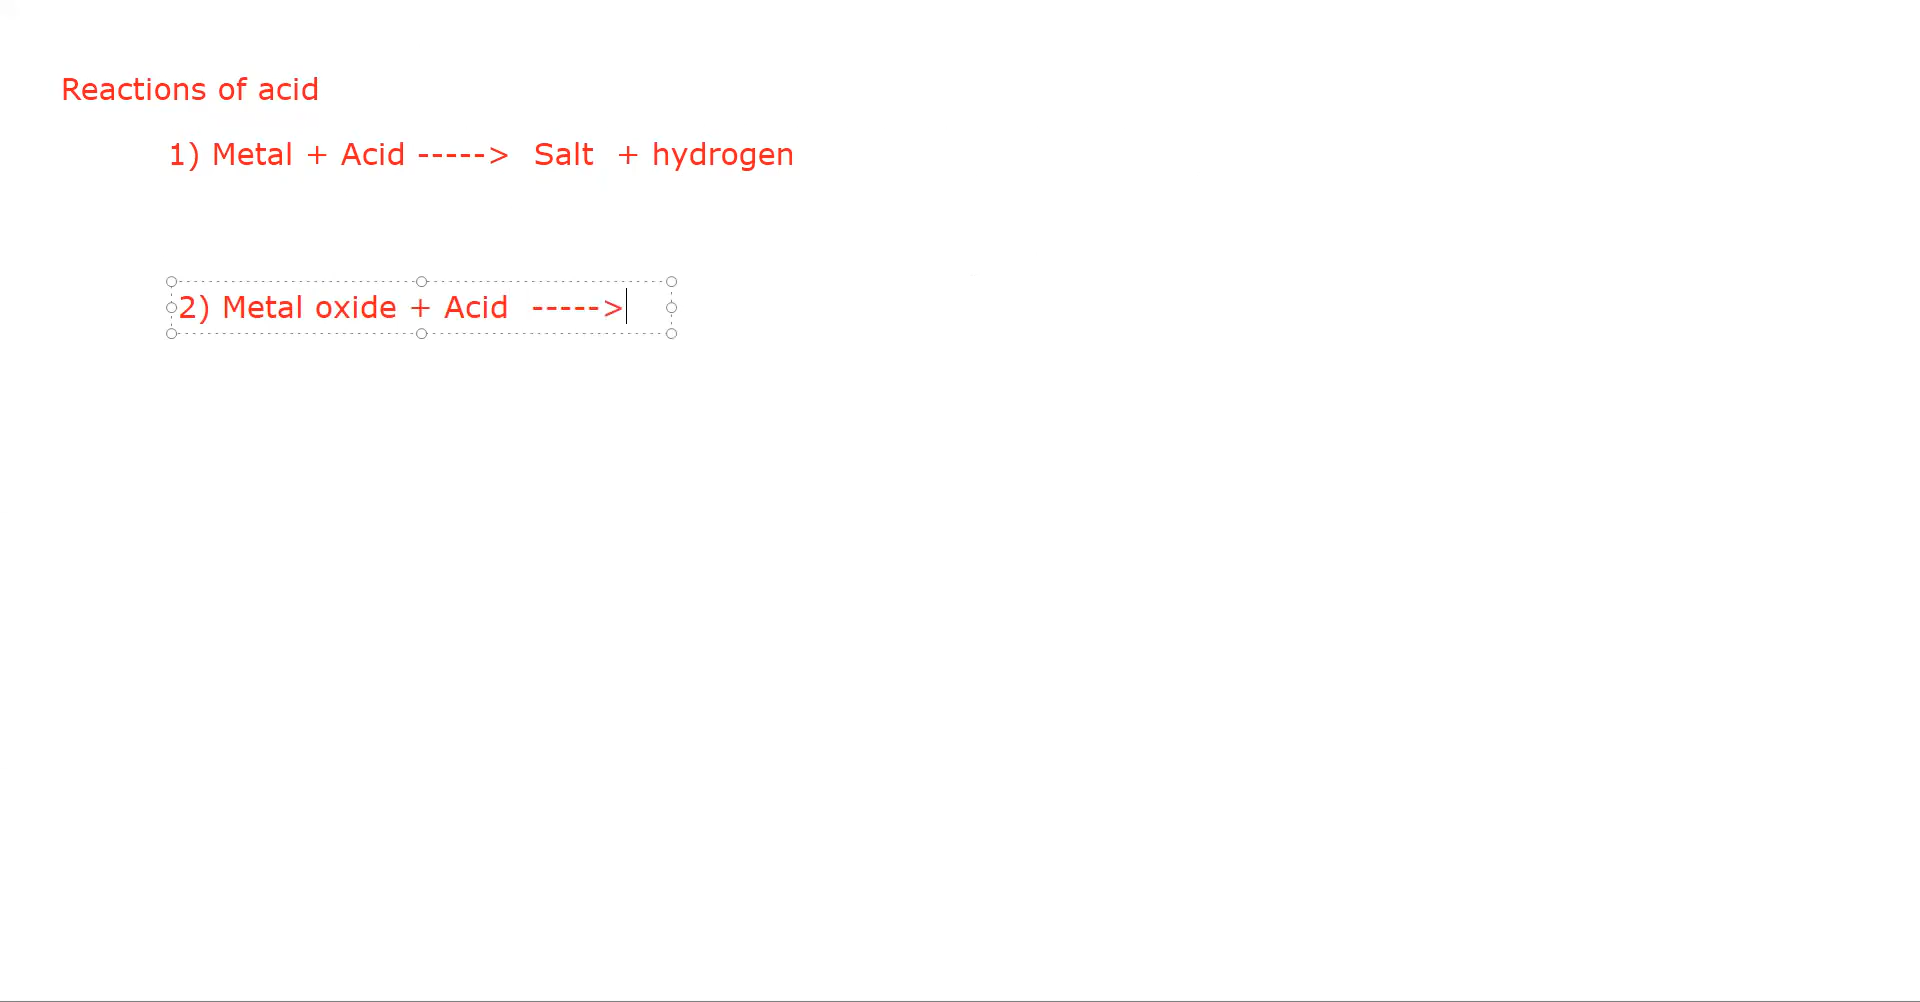 Reactions of acid
1) Metal + Acid -----> Salt + hydrogen
2) Metal oxide + Acid ----->